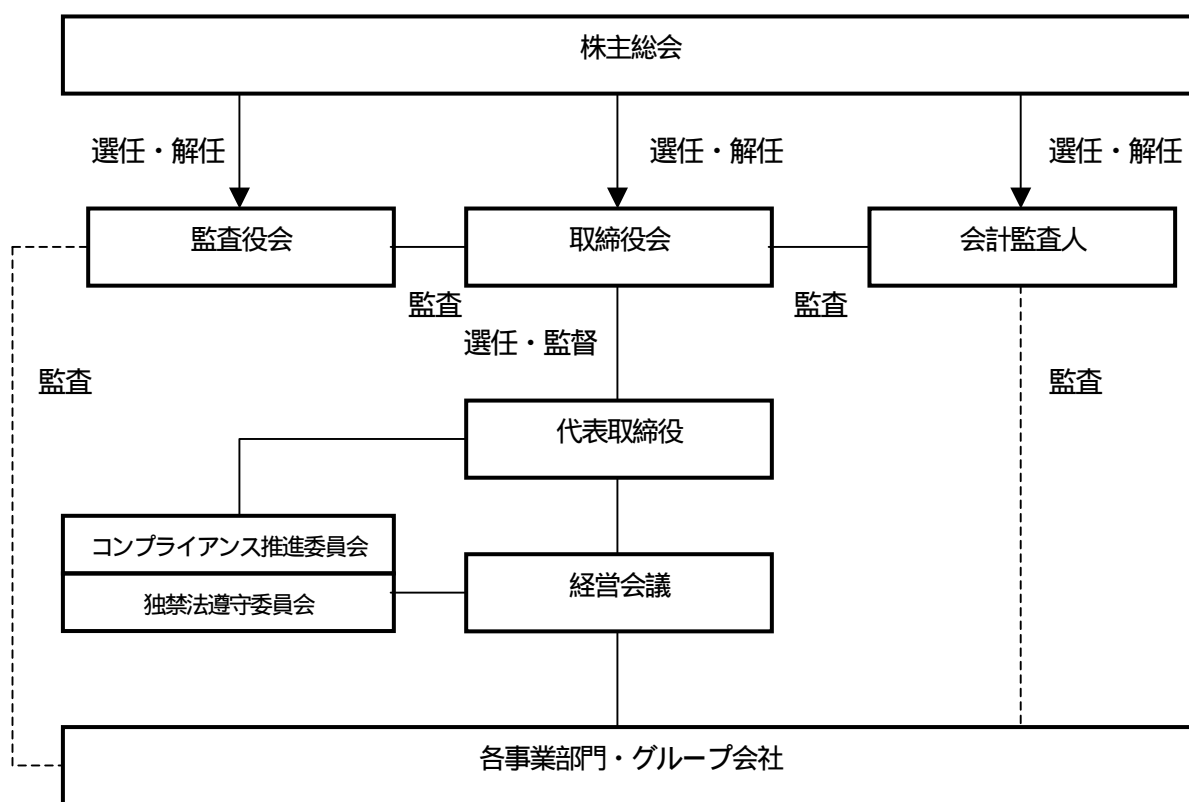 株主総会
選任・解任
選任・解任
選任・解任
監査役会
取締役会
会計監査人
監査
監査
選任・監督
監査
監査
代表取締役
コンプライアンス推進委員会
独禁法遵守委員会
経営会議
各事業部門・グループ会社